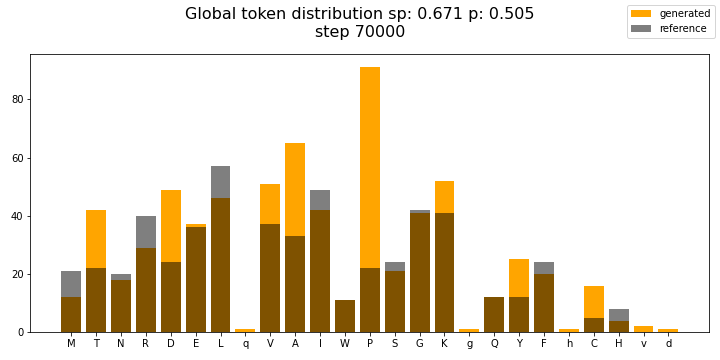 Global token distribution sp: 0.671 p: 0.505
step 70000
generated
reference
80
60
40
20
0
M T N R D E L q V A I W P S G K g Q Y F h C H v d